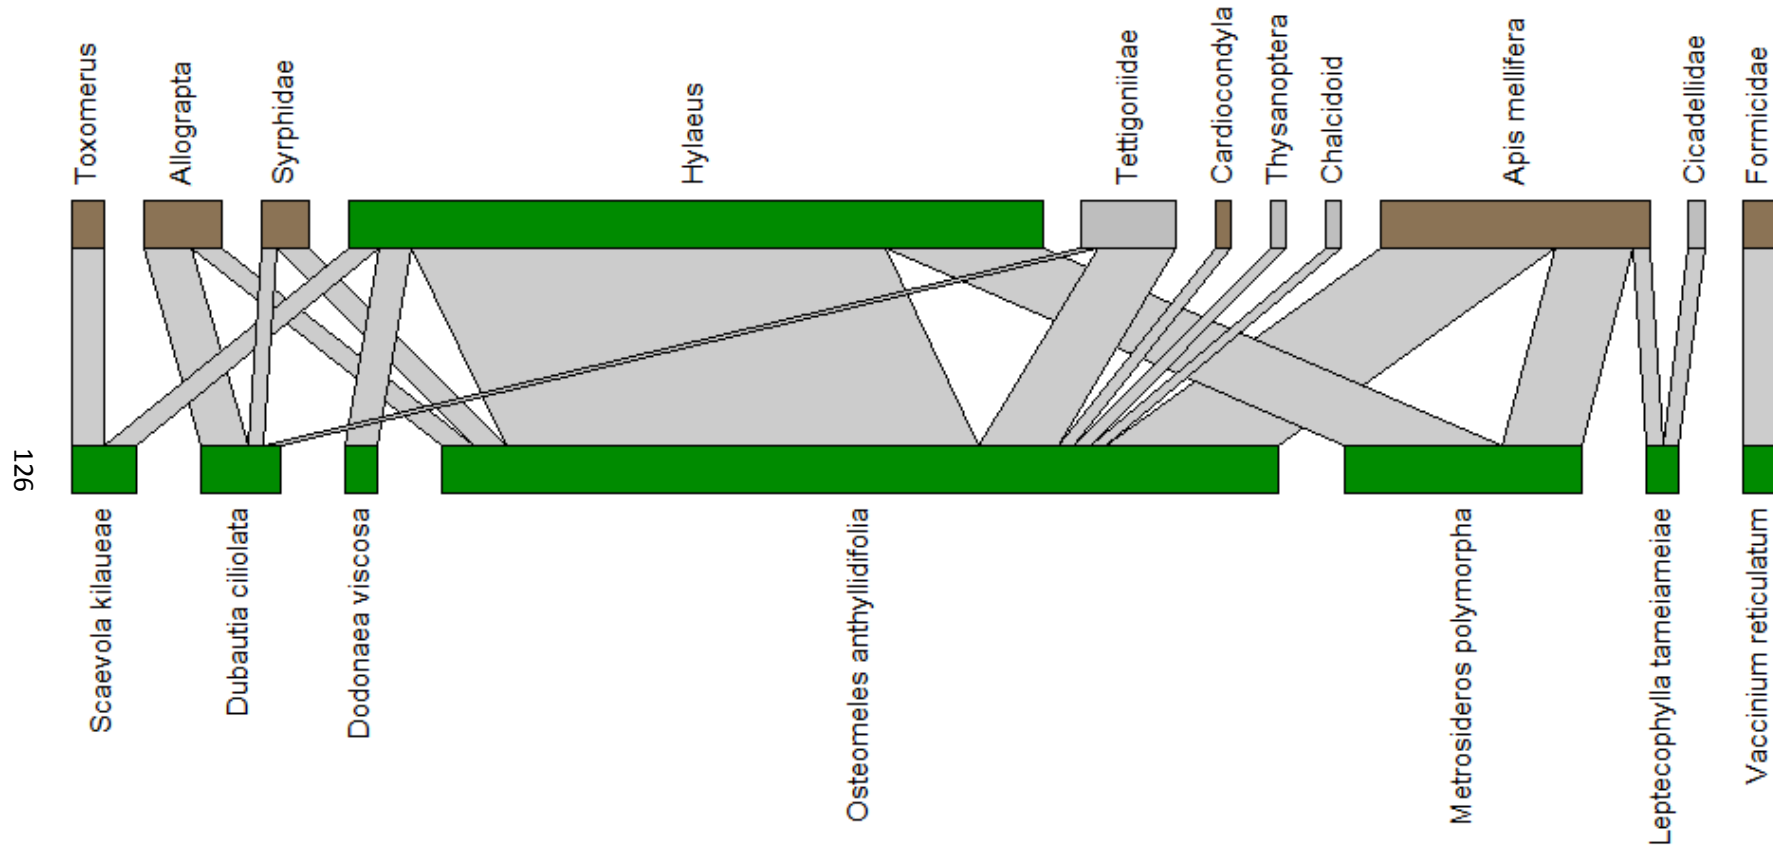 Toxomerus
Allograpta
Syrphidae
Hylaeus
Tettigoniidae
Cardiocondyla
Thysanoptera
Chalcidoid
Apis mellifera
Cicadellidae
Formicidae
126
Scaevola kilaueae
Dubautia ciliolata
Dodonaea viscosa
Osteomeles anthyllidifolia
Metrosideros polymorpha
Leptecophylla tameiameiae
Vaccinium reticulatum